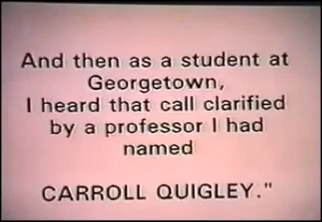 And then as a student at
Georgetown,
I heard that call clarified
by a professor I had
named
CARROLL QUIGLEY."